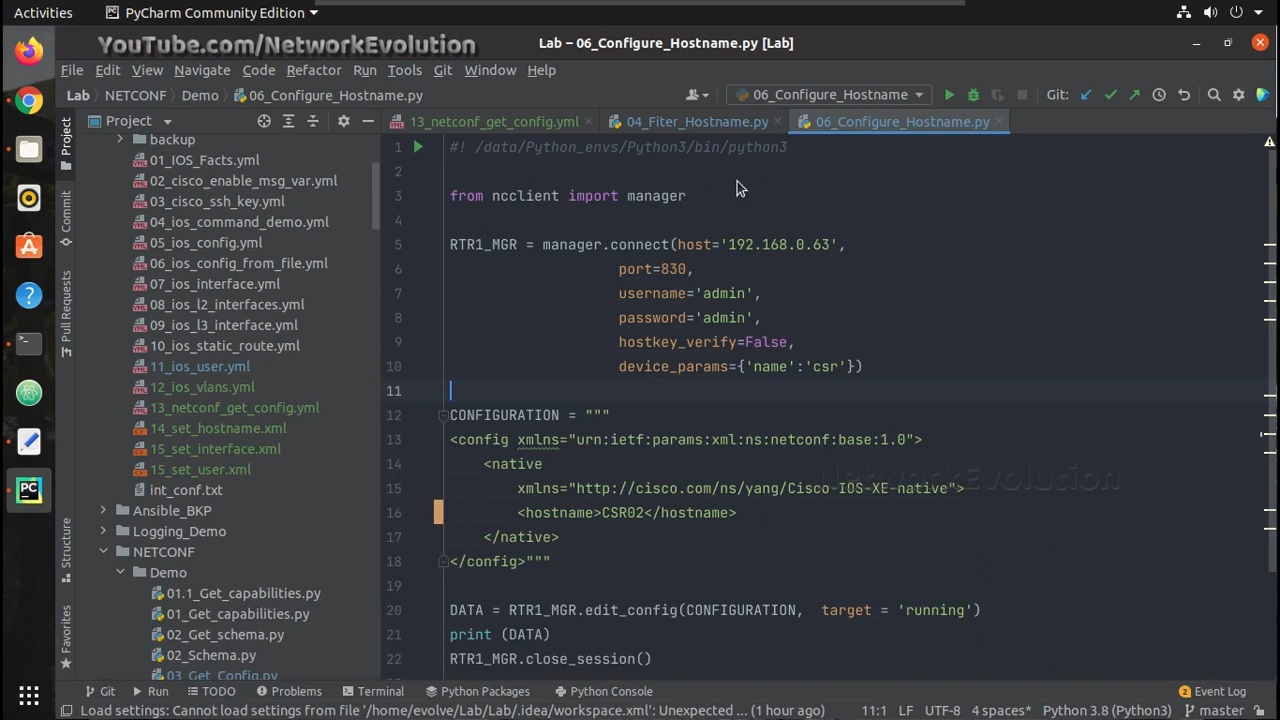 Activities
PyCharm Community Edition
YouTube.com/NetworkEvolution
Lab – 06_Configure_Hostname.py [Lab]
File Edit View Navigate Code Refactor Run Tools Git Window Help
Lab NETCONF Demo 06_Configure_Hostname.py
06_Configure_Hostname
Git:
Project
13_netconf_get_config.yml
04_Fiter_Hostname.py
06_Configure_Hostname.py
Project
Commit
Pull Requests
Structure
Favorites
backup
01_IOS_Facts.yml
02_cisco_enable_msg_var.yml
03_cisco_ssh_key.yml
04_ios_command_demo.yml
05_ios_config.yml
06_ios_config_from_file.yml
07_ios_interface.yml
08_ios_l2_interfaces.yml
09_ios_l3_interface.yml
10_ios_static_route.yml
11_ios_user.yml
12_ios_vlans.yml
13_netconf_get_config.yml
14_set_hostname.xml
15_set_interface.xml
15_set_user.xml
int_conf.txt
Ansible_BKP
Logging_Demo
NETCONF
Demo
01.1_Get_capabilities.py
01_Get_capabilities.py
02_Get_schema.py
02_Schema.py
03_Get_Config.py
1 #! /data/Python_envs/Python3/bin/python3
2
3 from ncclient import manager
4
5 RTR1_MGR = manager.connect(host='192.168.0.63',
6 port=830,
7 username='admin',
8 password='admin',
9 hostkey_verify=False,
10 device_params={'name':'csr'})
11
12 CONFIGURATION = """
13 <config xmlns="urn:ietf:params:xml:ns:netconf:base:1.0">
14 <native
15 xmlns="http://cisco.com/ns/yang/Cisco-IOS-XE-native">
16 <hostname>CSR02</hostname>
17 </native>
18 </config>"""
19
20 DATA = RTR1_MGR.edit_config(CONFIGURATION, target = 'running')
21 print (DATA)
22 RTR1_MGR.close_session()
NetworkEvolution
Git Run TODO Problems Terminal Python Packages Python Console
2 Event Log
Load settings: Cannot load settings from file '/home/evolve/Lab/Lab/.idea/workspace.xml': Unexpected ... (1 hour ago)
11:1 LF UTF-8 4 spaces* Python 3.8 (Python3) master